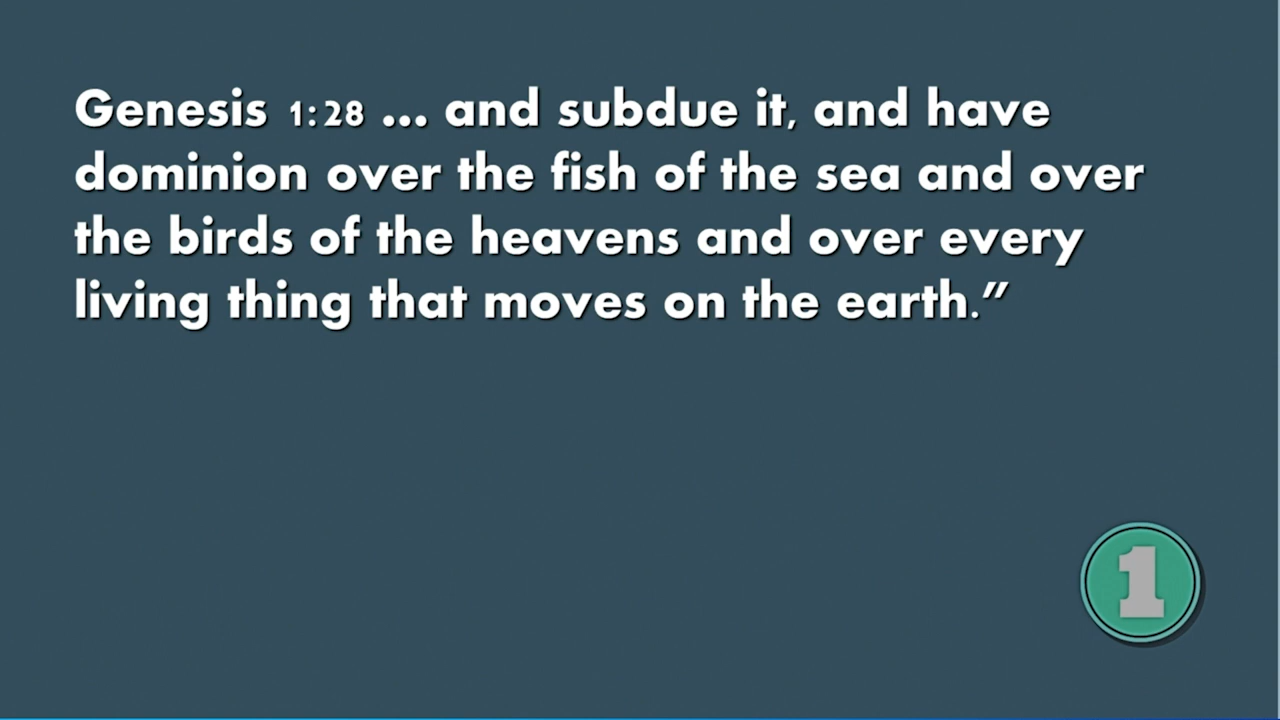 Genesis 1:28 ... and subdue it, and have
dominion over the fish of the sea and over
the birds of the heavens and over every
living thing that moves on the earth.”
1